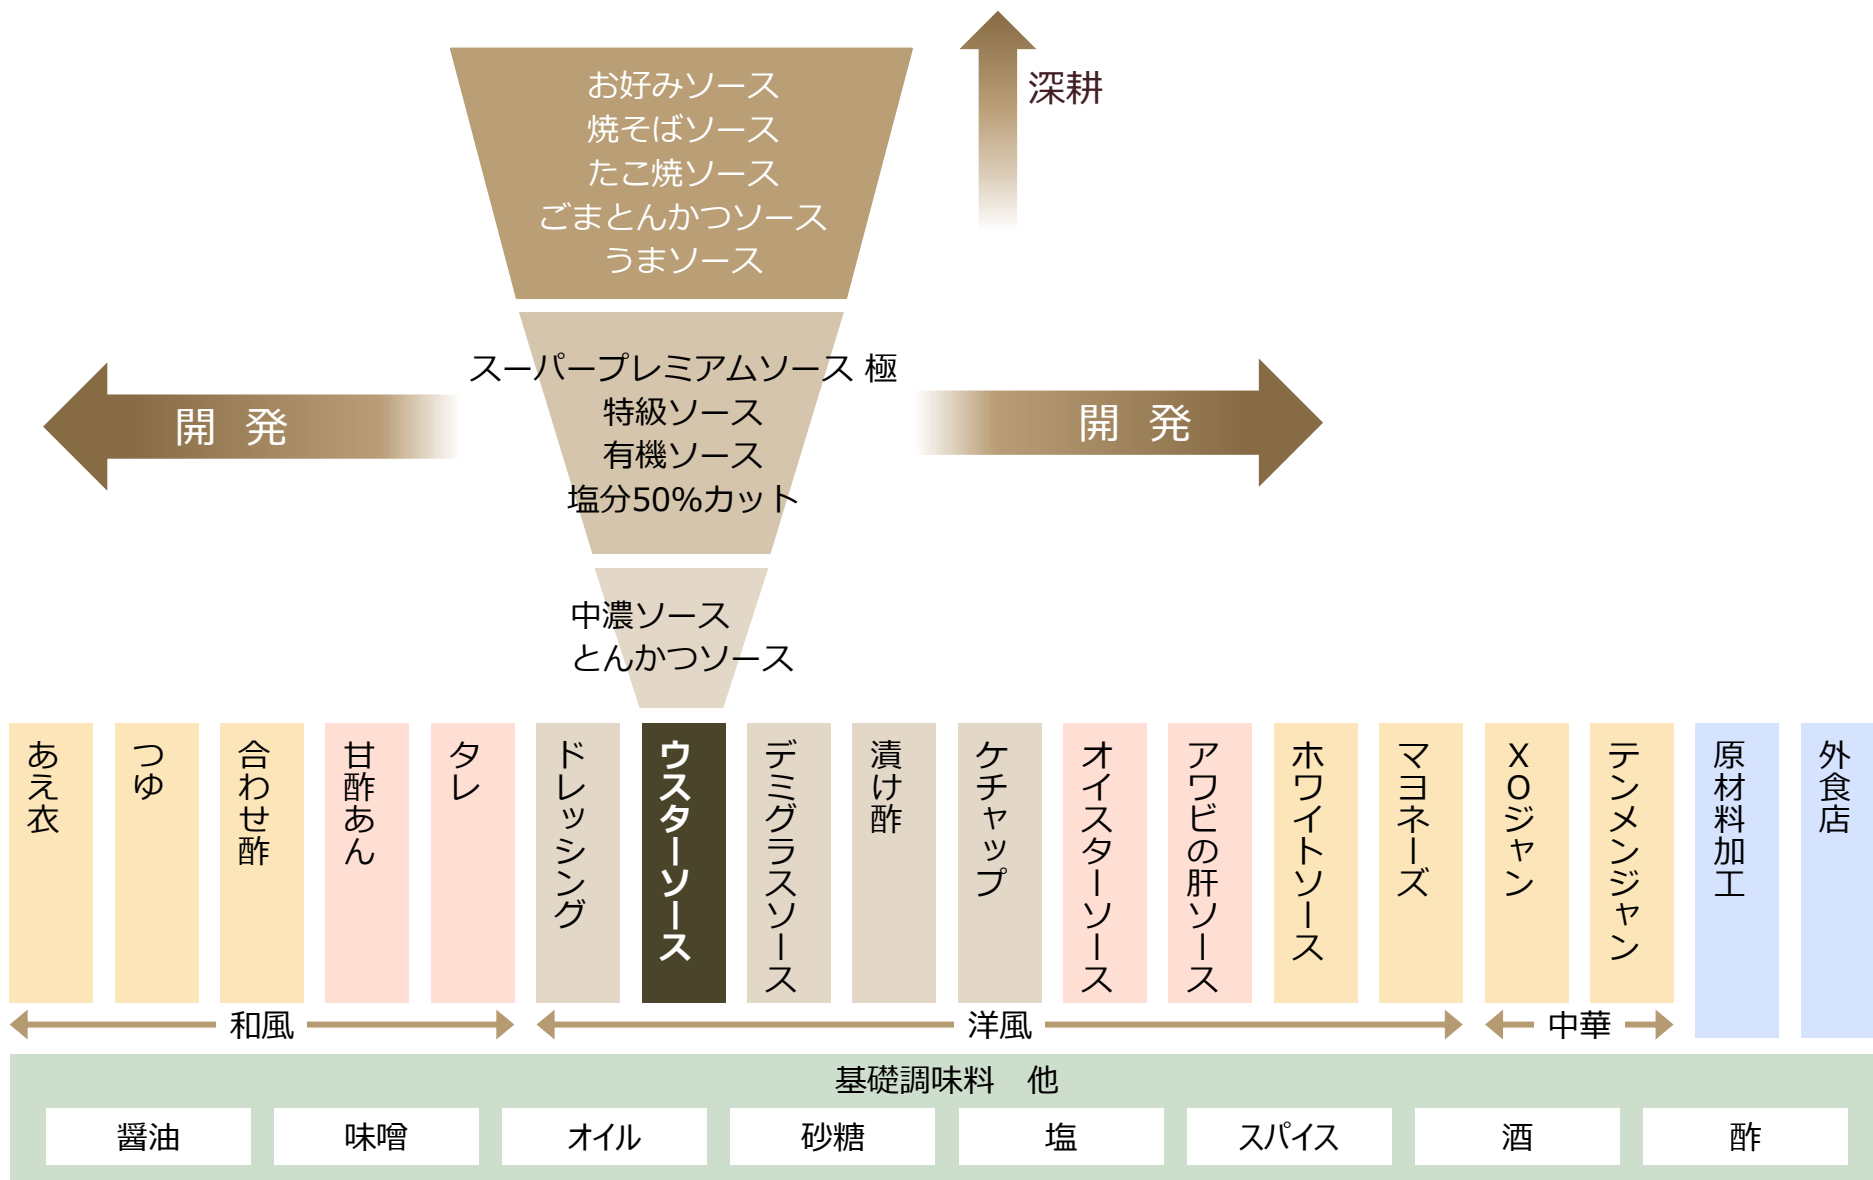 お好みソース
焼そばソース
たこ焼ソース
ごまとんかつソース
うまソース
深耕
スーパープレミアムソース 極
特級ソース
有機ソース
塩分50%カット
開 発
開 発
中濃ソース
とんかつソース
あえ衣
つゆ
合わせ酢
甘酢あん
タレ
ドレッシング
ウスターソース
デミグラスソース
漬け酢
ケチャップ
オイスターソース
アワビの肝ソース
ホワイトソース
マヨネーズ
XOジャン
テンメンジャン
原材料加工
外食店
和風
洋風
中華
基礎調味料 他
醤油
味噌
オイル
砂糖
塩
スパイス
酒
酢